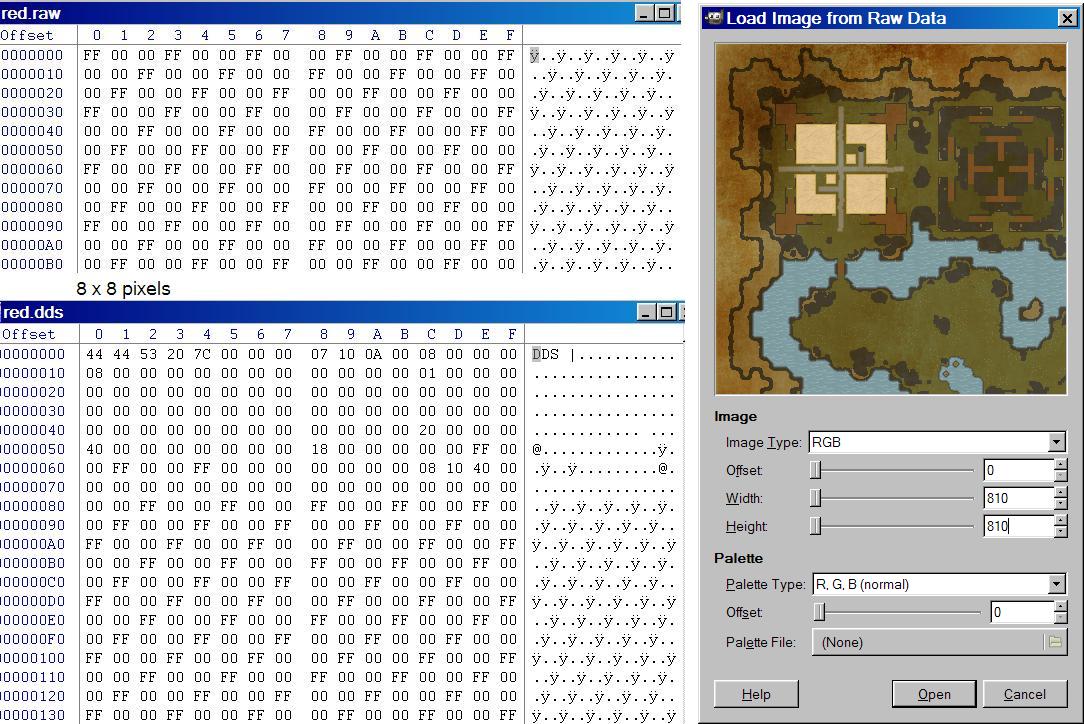 red.raw
Offset 0 1 2 3 4 5 6 7 8 9 A B C D E F
0000000 FF 00 00 FF 00 00 FF 00 00 FF 00 00 FF 00 00 FF ÿ..ÿ..ÿ..ÿ..ÿ..ÿ
0000010 00 00 FF 00 00 FF 00 00 FF 00 00 FF 00 00 FF 00 ..ÿ..ÿ..ÿ..ÿ..ÿ.
0000020 00 FF 00 00 FF 00 00 FF 00 00 FF 00 00 FF 00 00 .ÿ..ÿ..ÿ..ÿ..ÿ..
0000030 FF 00 00 FF 00 00 FF 00 00 FF 00 00 FF 00 00 FF ÿ..ÿ..ÿ..ÿ..ÿ..ÿ
0000040 00 00 FF 00 00 FF 00 00 FF 00 00 FF 00 00 FF 00 ..ÿ..ÿ..ÿ..ÿ..ÿ.
0000050 00 FF 00 00 FF 00 00 FF 00 00 FF 00 00 FF 00 00 .ÿ..ÿ..ÿ..ÿ..ÿ..
0000060 FF 00 00 FF 00 00 FF 00 00 FF 00 00 FF 00 00 FF ÿ..ÿ..ÿ..ÿ..ÿ..ÿ
0000070 00 00 FF 00 00 FF 00 00 FF 00 00 FF 00 00 FF 00 ..ÿ..ÿ..ÿ..ÿ..ÿ.
0000080 00 FF 00 00 FF 00 00 FF 00 00 FF 00 00 FF 00 00 .ÿ..ÿ..ÿ..ÿ..ÿ..
0000090 FF 00 00 FF 00 00 FF 00 00 FF 00 00 FF 00 00 FF ÿ..ÿ..ÿ..ÿ..ÿ..ÿ
00000A0 00 00 FF 00 00 FF 00 00 FF 00 00 FF 00 00 FF 00 ..ÿ..ÿ..ÿ..ÿ..ÿ.
00000B0 00 FF 00 00 FF 00 00 FF 00 00 FF 00 00 FF 00 00 .ÿ..ÿ..ÿ..ÿ..ÿ..
8 x 8 pixels
red.dds
Offset 0 1 2 3 4 5 6 7 8 9 A B C D E F
00000000 44 44 53 20 7C 00 00 00 07 10 0A 00 08 00 00 00 DDS |...........
00000010 08 00 00 00 00 00 00 00 00 00 00 00 01 00 00 00 ................
00000020 00 00 00 00 00 00 00 00 00 00 00 00 00 00 00 00 ................
00000030 00 00 00 00 00 00 00 00 00 00 00 00 00 00 00 00 ................
00000040 00 00 00 00 00 00 00 00 00 00 00 00 20 00 00 00 ............ ...
00000050 40 00 00 00 00 00 00 00 18 00 00 00 00 00 FF 00 @.............ÿ.
00000060 00 FF 00 00 FF 00 00 00 00 00 00 00 08 10 40 00 .ÿ..ÿ.........@.
00000070 00 00 00 00 00 00 00 00 00 00 00 00 00 00 00 00 ................
00000080 00 00 FF 00 00 FF 00 00 FF 00 00 FF 00 00 FF 00 ..ÿ..ÿ..ÿ..ÿ..ÿ.
00000090 00 FF 00 00 FF 00 00 FF 00 00 FF 00 00 FF 00 00 .ÿ..ÿ..ÿ..ÿ..ÿ..
000000A0 FF 00 00 FF 00 00 FF 00 00 FF 00 00 FF 00 00 FF ÿ..ÿ..ÿ..ÿ..ÿ..ÿ
000000B0 00 00 FF 00 00 FF 00 00 FF 00 00 FF 00 00 FF 00 ..ÿ..ÿ..ÿ..ÿ..ÿ.
000000C0 00 FF 00 00 FF 00 00 FF 00 00 FF 00 00 FF 00 00 .ÿ..ÿ..ÿ..ÿ..ÿ..
000000D0 FF 00 00 FF 00 00 FF 00 00 FF 00 00 FF 00 00 FF ÿ..ÿ..ÿ..ÿ..ÿ..ÿ
000000E0 00 00 FF 00 00 FF 00 00 FF 00 00 FF 00 00 FF 00 ..ÿ..ÿ..ÿ..ÿ..ÿ.
000000F0 00 FF 00 00 FF 00 00 FF 00 00 FF 00 00 FF 00 00 .ÿ..ÿ..ÿ..ÿ..ÿ..
00000100 FF 00 00 FF 00 00 FF 00 00 FF 00 00 FF 00 00 FF ÿ..ÿ..ÿ..ÿ..ÿ..ÿ
00000110 00 00 FF 00 00 FF 00 00 FF 00 00 FF 00 00 FF 00 ..ÿ..ÿ..ÿ..ÿ..ÿ.
00000120 00 FF 00 00 FF 00 00 FF 00 00 FF 00 00 FF 00 00 .ÿ..ÿ..ÿ..ÿ..ÿ..
00000130 FF 00 00 FF 00 00 FF 00 00 FF 00 00 FF 00 00 FF ÿ..ÿ..ÿ..ÿ..ÿ..ÿ
Load Image from Raw Data
Image
Image Type: RGB
Offset: 0
Width: 810
Height: 810
Palette
Palette Type: R, G, B (normal)
Offset: 0
Palette File: (None)
Help Open Cancel